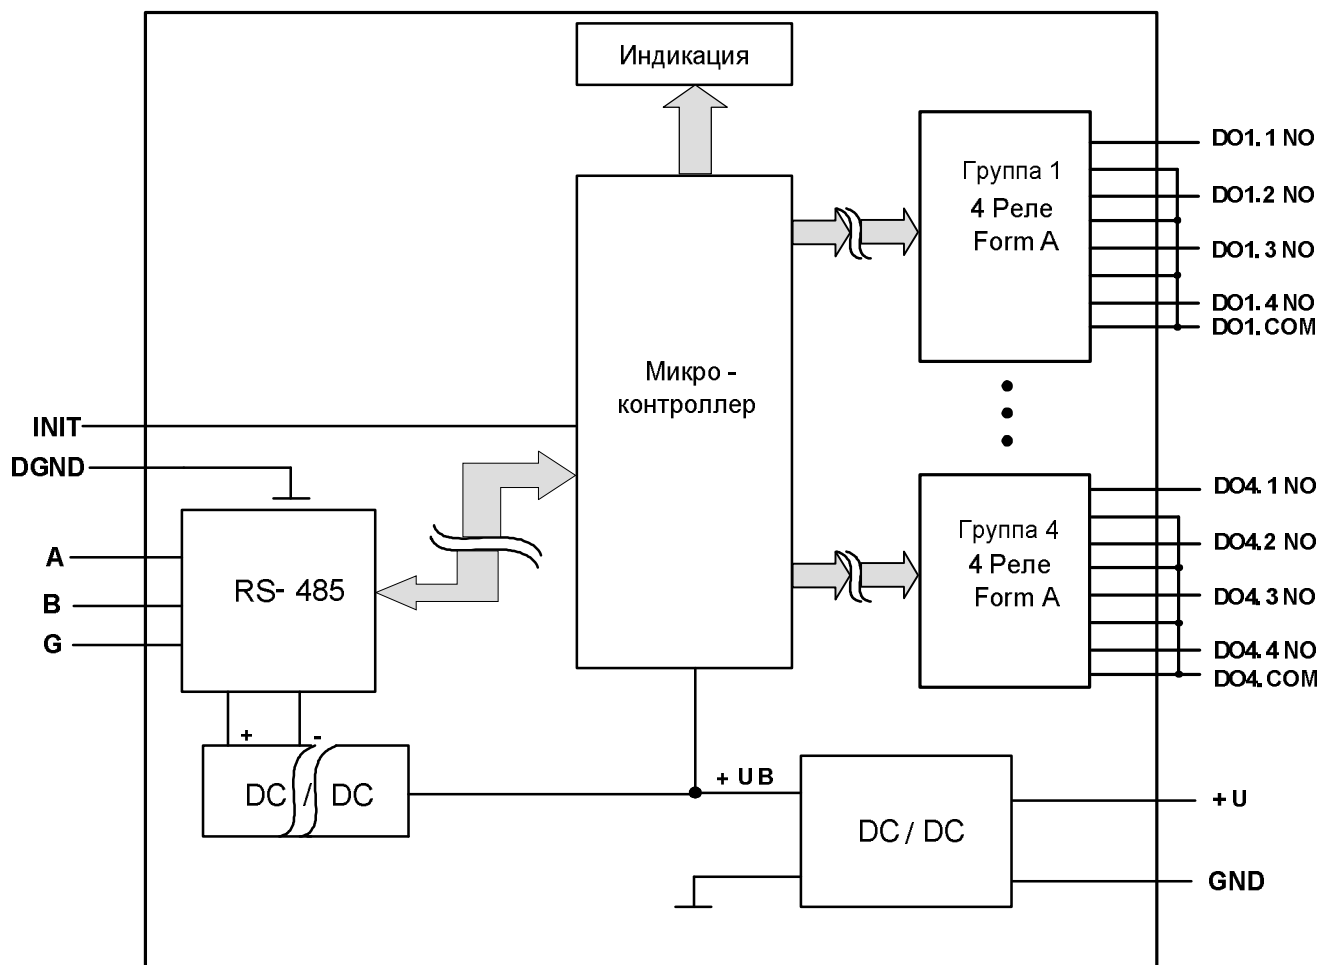 Индикация
Группа 1
4 Реле
Form A
DO1.1 NO
DO1.2 NO
DO1.3 NO
DO1.4 NO
DO1.COM
Микро -
контроллер
INIT
DGND
A
B
G
RS- 485
Группа 4
4 Реле
Form A
DO4.1 NO
DO4.2 NO
DO4.3 NO
DO4.4 NO
DO4.COM
+ -
DC / DC
+ UB
DC / DC
+ U
GND